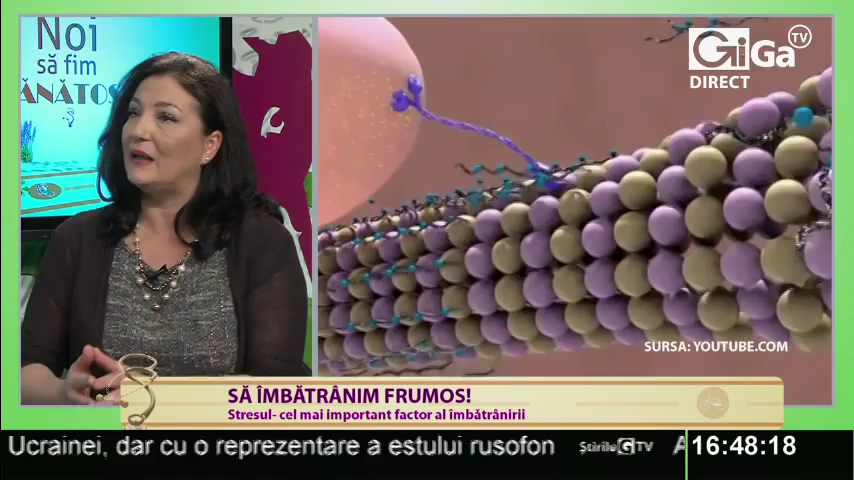 Noi
să fim
ĂNĂTOȘ
GiGa TV
DIRECT
SURSA: YOUTUBE.COM
SĂ ÎMBĂTRÂNIM FRUMOS!
Stresul- cel mai important factor al îmbătrânirii
Ucrainei, dar cu o reprezentare a estului rusofon
Știrile GTV
A
16:48:18